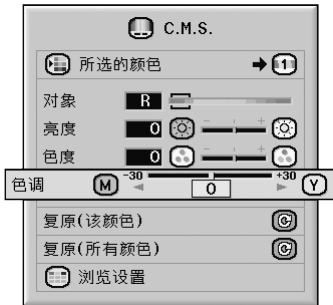 C.M.S.
所选的颜色 1
对象 R
亮度 0 - +
色度 0 - +
色调 M -30 0 +30 Y
复原(该颜色)
复原(所有颜色)
浏览设置